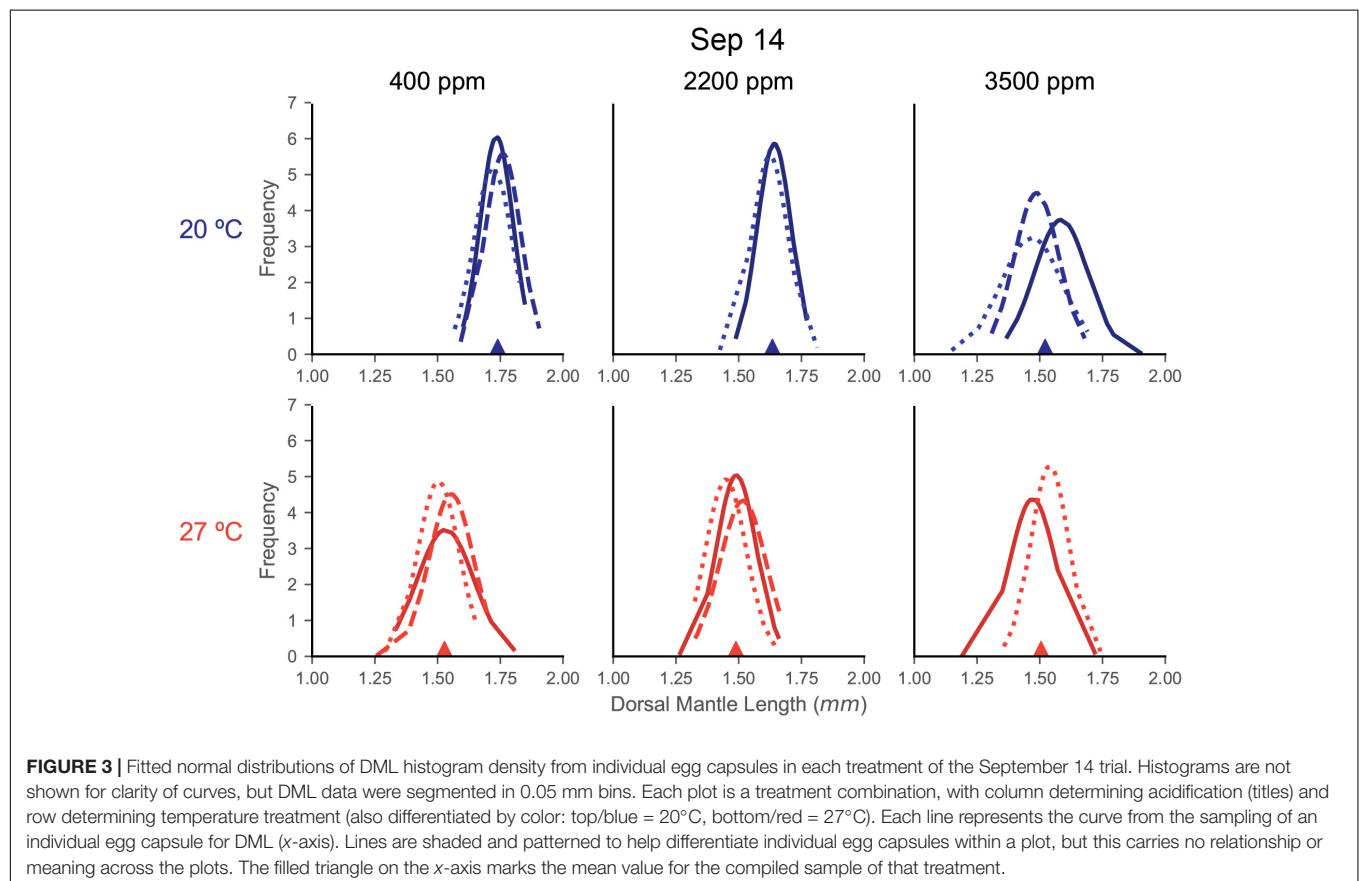 Sep 14
400 ppm 2200 ppm 3500 ppm
20 ºC
Frequency
7
6
5
4
3
2
1
0
1.00 1.25 1.50 1.75 2.00 1.00 1.25 1.50 1.75 2.00 1.00 1.25 1.50 1.75 2.00
27 ºC
Frequency
7
6
5
4
3
2
1
0
1.00 1.25 1.50 1.75 2.00 1.00 1.25 1.50 1.75 2.00 1.00 1.25 1.50 1.75 2.00
Dorsal Mantle Length (mm)
FIGURE 3 | Fitted normal distributions of DML histogram density from individual egg capsules in each treatment of the September 14 trial. Histograms are not
shown for clarity of curves, but DML data were segmented in 0.05 mm bins. Each plot is a treatment combination, with column determining acidification (titles) and
row determining temperature treatment (also differentiated by color: top/blue = 20°C, bottom/red = 27°C). Each line represents the curve from the sampling of an
individual egg capsule for DML (x-axis). Lines are shaded and patterned to help differentiate individual egg capsules within a plot, but this carries no relationship or
meaning across the plots. The filled triangle on the x-axis marks the mean value for the compiled sample of that treatment.